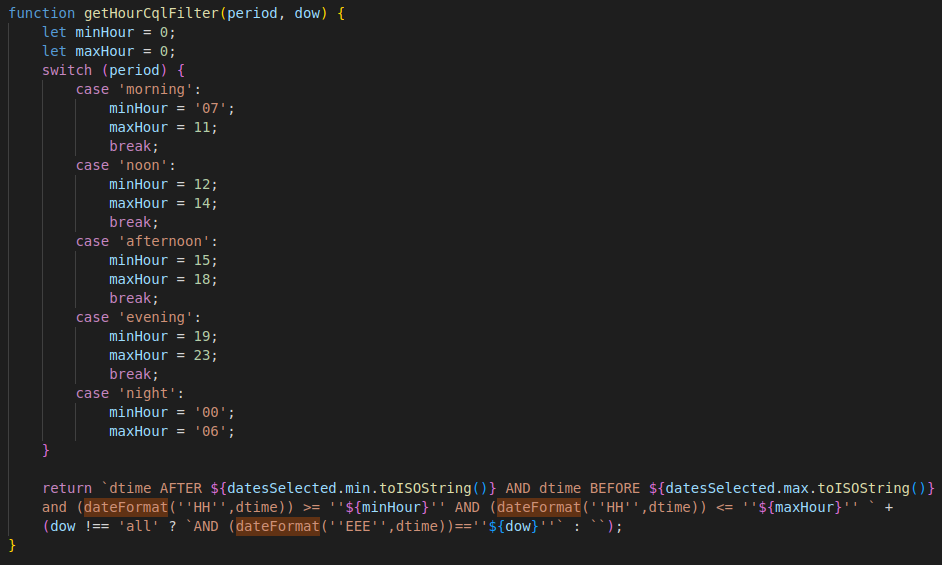 function getHourCqlFilter(period, dow) {
    let minHour = 0;
    let maxHour = 0;
    switch (period) {
        case 'morning':
            minHour = '07';
            maxHour = 11;
            break;
        case 'noon':
            minHour = 12;
            maxHour = 14;
            break;
        case 'afternoon':
            minHour = 15;
            maxHour = 18;
            break;
        case 'evening':
            minHour = 19;
            maxHour = 23;
            break;
        case 'night':
            minHour = '00';
            maxHour = '06';
    }

    return `dtime AFTER ${datesSelected.min.toISOString()} AND dtime BEFORE ${datesSelected.max.toISOString()}
    and (dateFormat(''HH'',dtime)) >= ''${minHour}'' AND (dateFormat(''HH'',dtime)) <= ''${maxHour}'' ` +
    (dow !== 'all' ? `AND (dateFormat(''EEE'',dtime))==''${dow}''` : ``);
}